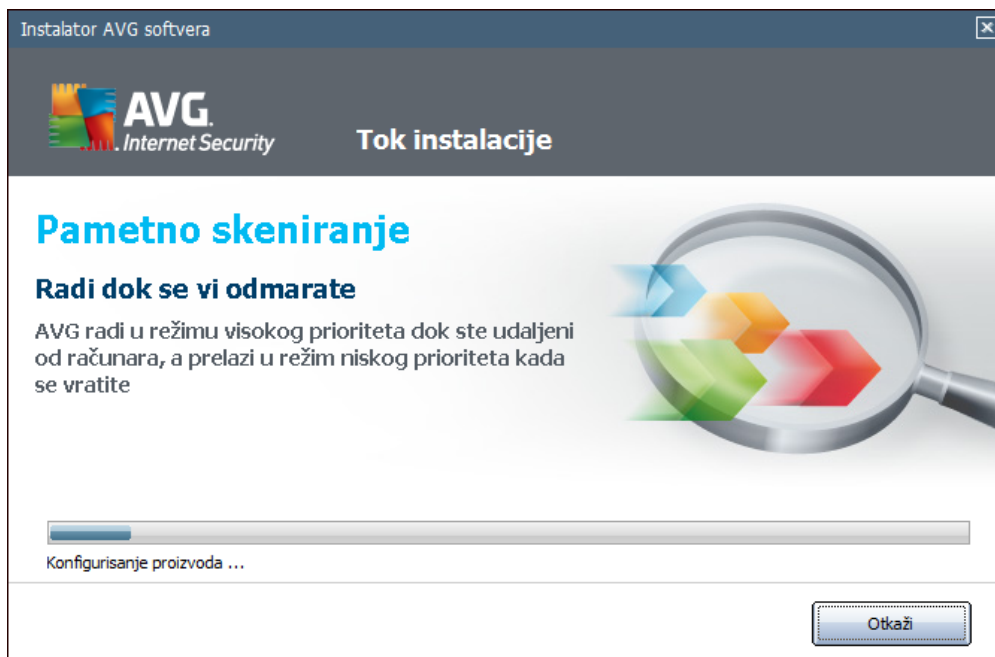 Instalator AVG softvera
AVG.
Internet Security
Tok instalacije
Pametno skeniranje
Radi dok se vi odmarate
AVG radi u režimu visokog prioriteta dok ste udaljeni
od računara, a prelazi u režim niskog prioriteta kada
se vratite
Konfigurisanje proizvoda ...
Otkaži